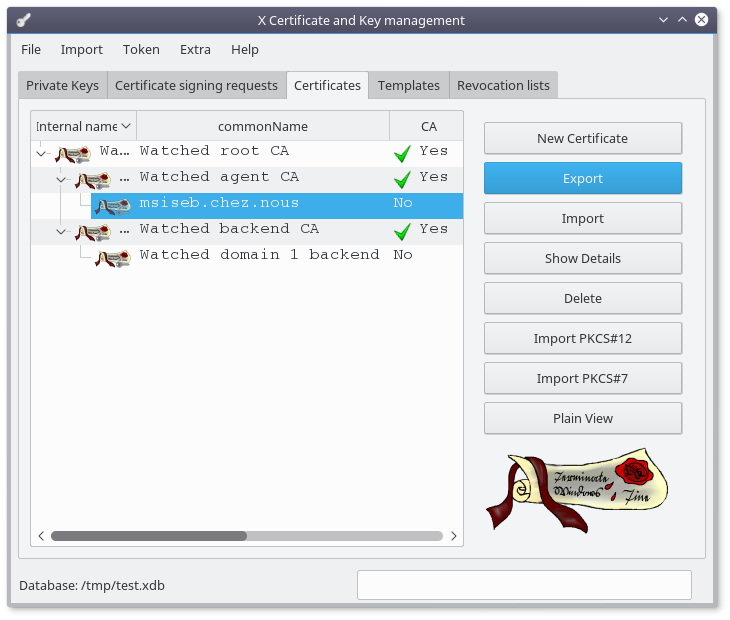 X Certificate and Key management
File Import Token Extra Help
Private Keys Certificate signing requests Certificates Templates Revocation lists
Internal name commonName CA
Wa... Watched root CA Yes
... Watched agent CA Yes
msiseb.chez.nous No
... Watched backend CA Yes
Watched domain 1 backend No
New Certificate
Export
Import
Show Details
Delete
Import PKCS#12
Import PKCS#7
Plain View
Terminate
Windows Fine
Database: /tmp/test.xdb